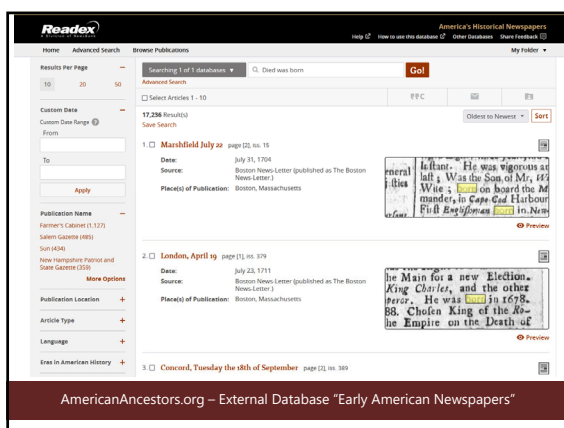 Readex
A Division of NewsBank
America's Historical Newspapers
Help How to use this database Other Databases Share Feedback
Home Advanced Search Browse Publications My Folder
Results Per Page
10 20 50
Custom Date
Custom Date Range
From
To
Apply
Publication Name
Farmer's Cabinet (1,127)
Salem Gazette (485)
Sun (434)
New Hampshire Patriot and
State Gazette (359)
More Options
Publication Location
Article Type
Language
Eras in American History
Searching 1 of 1 databases Died was born Go!
Advanced Search
Select Articles 1 - 10
17,236 Result(s)
Save Search
Oldest to Newest Sort
1. Marshfield July 22 page [2], iss. 15
Date: July 31, 1704
Source: Boston News-Letter (published as The Boston
News-Letter.)
Place(s) of Publication: Boston, Massachusetts
Instant. He was vigorous an
neral last ; Was the Son of Mr, Wi
Wife ; born on board the M
mander, in Cape-Cod Harbour
First Englishman born in New
Preview
2. London, April 19 page [1], iss. 379
Date: July 23, 1711
Source: Boston News-Letter (published as The Boston
News-Letter.)
Place(s) of Publication: Boston, Massachusetts
he Main for a new Election.
King Charles, and the other
peror. He was born in 1678.
88. Chosen King of the Ro-
he Empire on the Death of
Preview
3. Concord, Tuesday the 18th of September page [2], iss. 389
AmericanAncestors.org – External Database “Early American Newspapers”